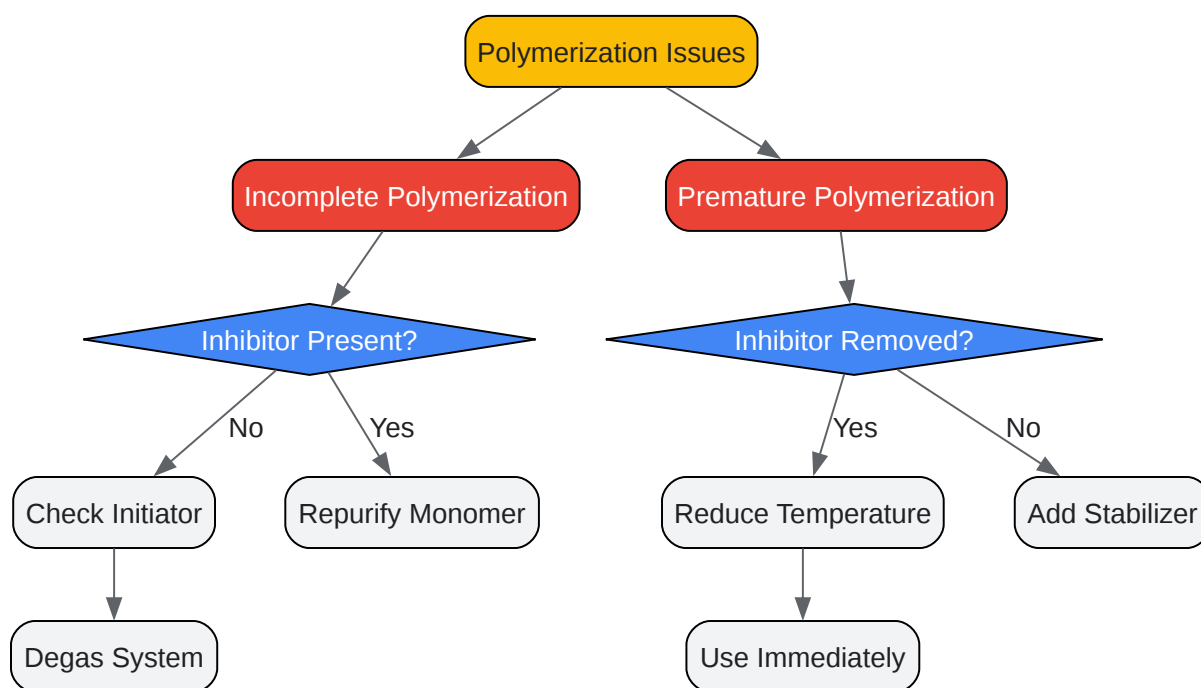 Polymerization Issues
Incomplete Polymerization
Premature Polymerization
Inhibitor Present?
Inhibitor Removed?
No
Yes
Yes
No
Check Initiator
Repurify Monomer
Reduce Temperature
Add Stabilizer
Degas System
Use Immediately